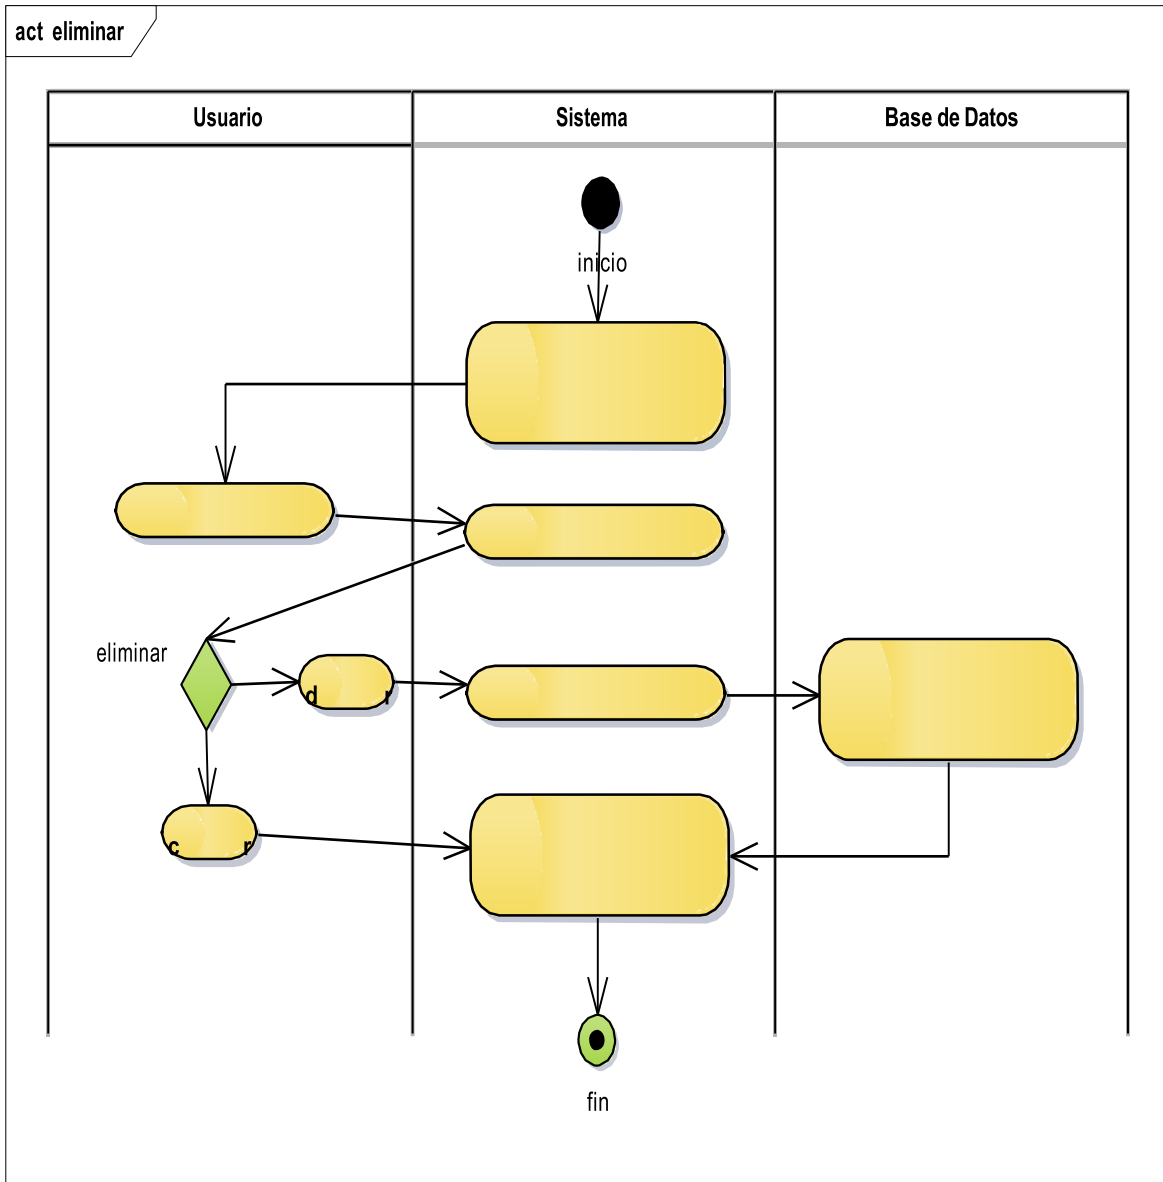 act eliminar
Usuario
Sistema
Base de Datos
inicio
eliminar
d r
c r
fin